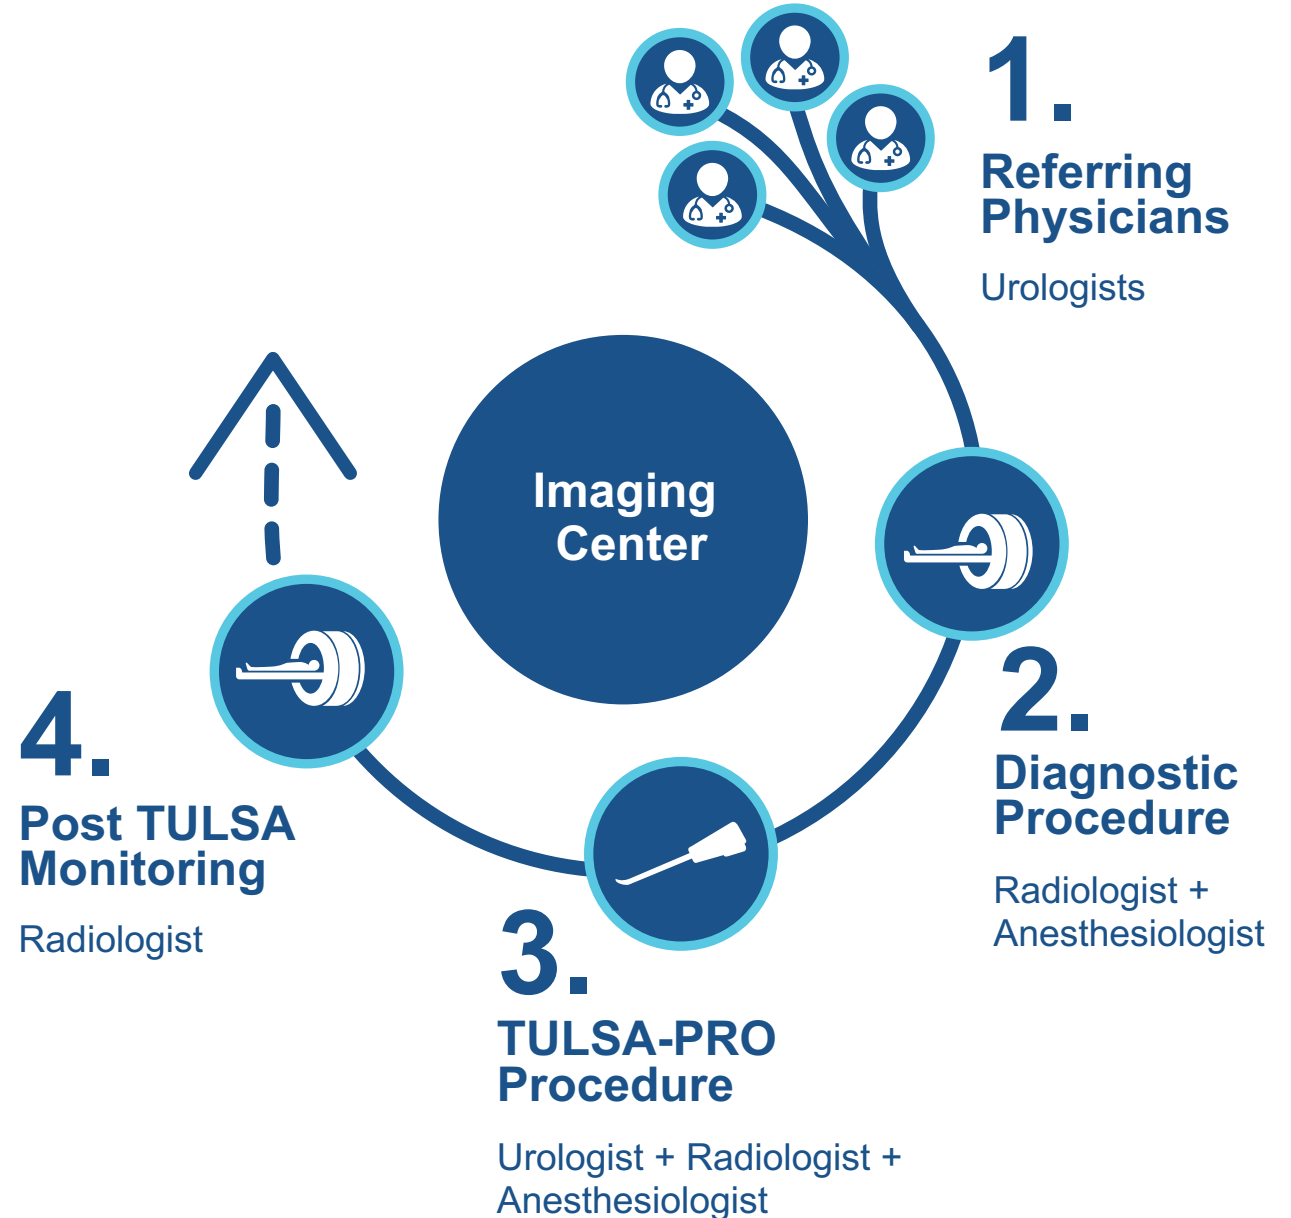 1.
Referring
Physicians
Urologists
Imaging
Center
2.
Diagnostic
Procedure
Radiologist +
Anesthesiologist
3.
TULSA-PRO
Procedure
Urologist + Radiologist +
Anesthesiologist
4.
Post TULSA
Monitoring
Radiologist